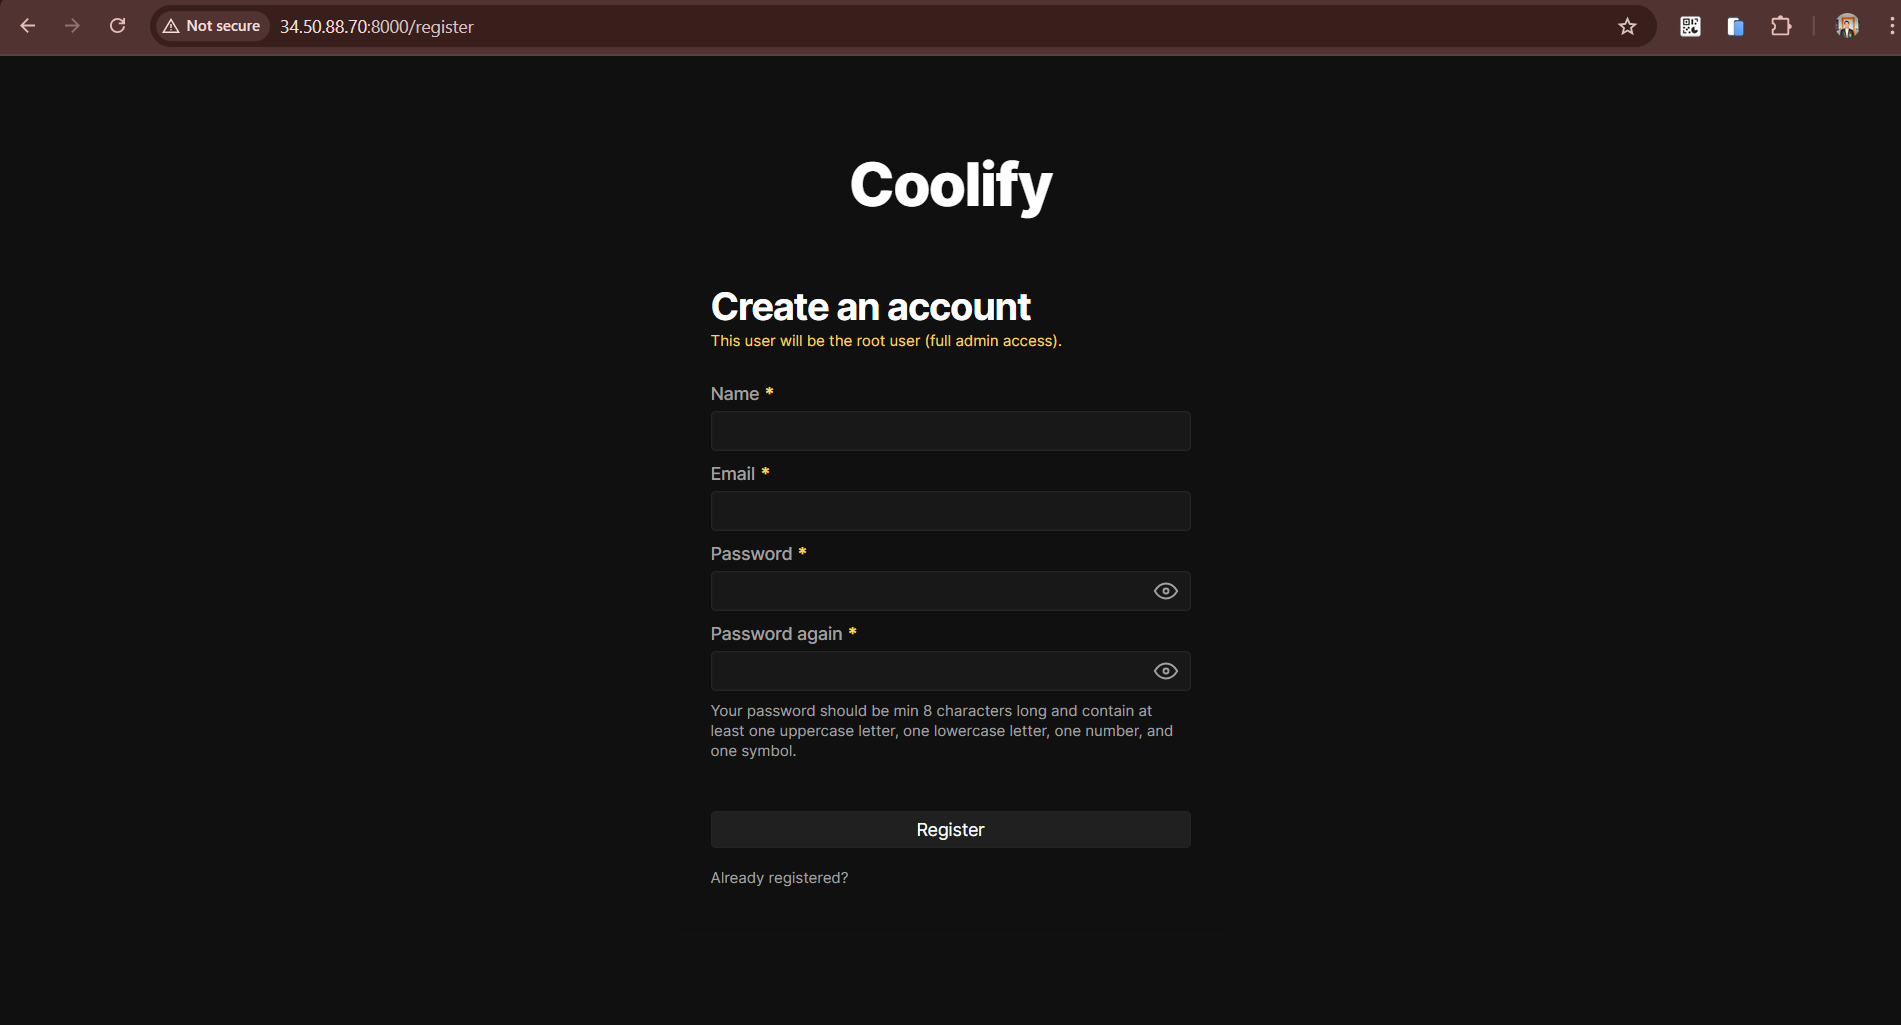 Not secure
34.50.88.70:8000/register
Coolify
Create an account
This user will be the root user (full admin access).
Name *
Email *
Password *
Password again *
Your password should be min 8 characters long and contain at
least one uppercase letter, one lowercase letter, one number, and
one symbol.
Register
Already registered?